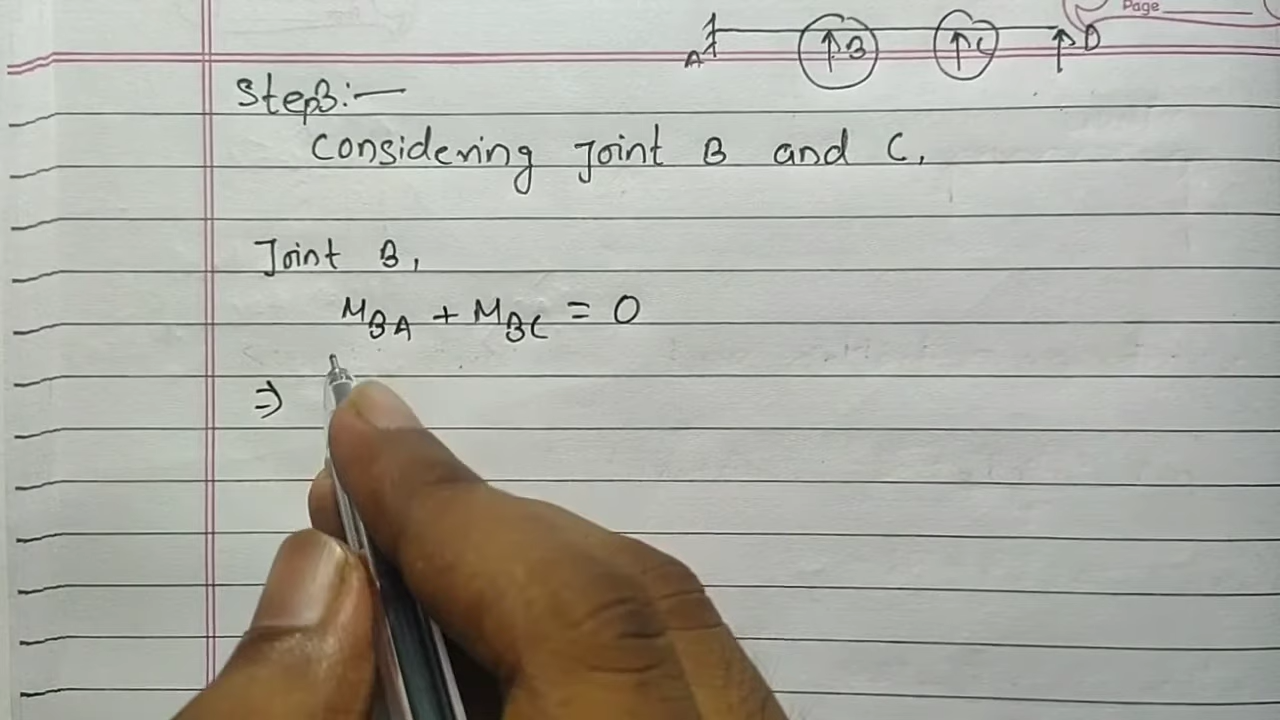 Page
A B C D
Step3:-
Considering Joint B and C,
Joint B,
MBA + MBC = 0
⇒